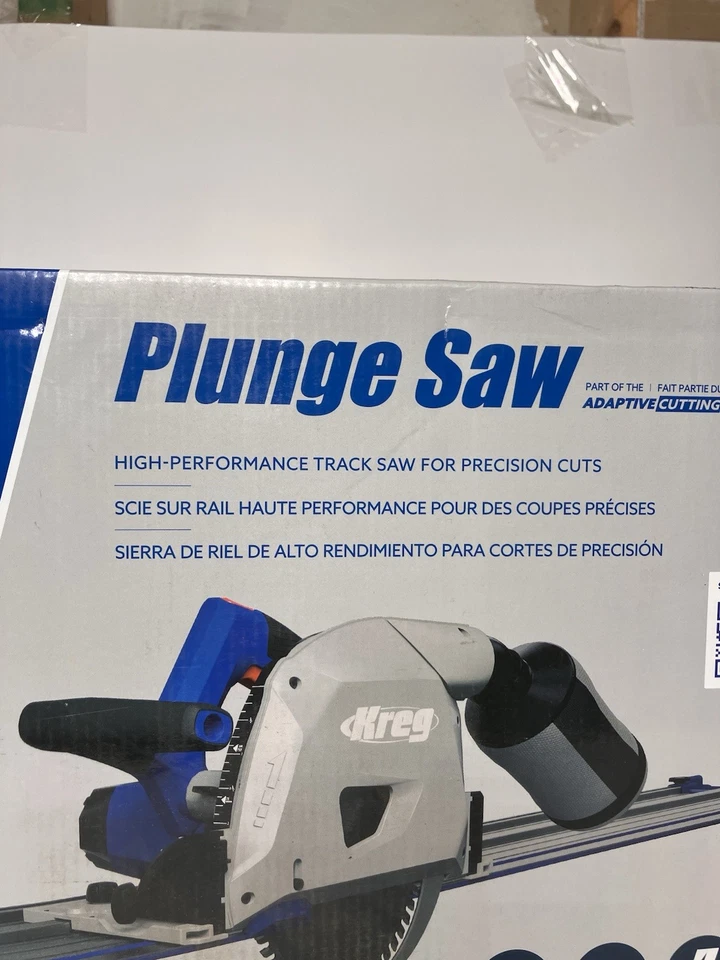 Plunge Saw
PART OF THE | FAIT PARTIE DU
ADAPTIVE CUTTING
HIGH-PERFORMANCE TRACK SAW FOR PRECISION CUTS
SCIE SUR RAIL HAUTE PERFORMANCE POUR DES COUPES PRÉCISES
SIERRA DE RIEL DE ALTO RENDIMIENTO PARA CORTES DE PRECISIÓN
Kreg